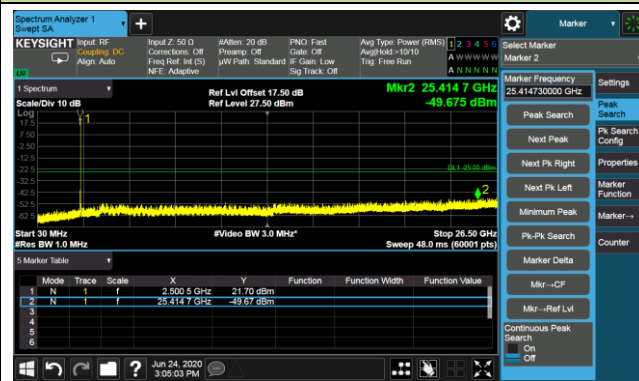 Spectrum Analyzer 1
Swept SA
Marker
KEYSIGHT
Input: RF
Coupling: DC
Align: Auto
Input Z: 50 Ω
Corrections: Off
Freq Ref: Int (S)
NFE: Adaptive
#Atten: 20 dB
Preamp: Off
µW Path: Standard
PNO: Fast
Gate: Off
IF Gain: Low
Sig Track: Off
Avg Type: Power (RMS)
Avg|Hold:>10/10
Trig: Free Run
1 2 3 4 5 6
A W W W W W
A N N N N N
LXI
1 Spectrum
Scale/Div 10 dB
Ref Lvl Offset 17.50 dB
Ref Level 27.50 dBm
Mkr2 25.414 7 GHz
-49.675 dBm
Log
17.5
7.50
-2.50
-12.5
-22.5
-32.5
-42.5
-52.5
-62.5
1
DL1 -25.00 dBm
2
Start 30 MHz
#Res BW 1.0 MHz
#Video BW 3.0 MHz*
Stop 26.50 GHz
Sweep 48.0 ms (60001 pts)
5 Marker Table
Mode Trace Scale X Y Function Function Width Function Value
1 N 1 f 2.500 5 GHz 21.70 dBm
2 N 1 f 25.414 7 GHz -49.67 dBm
3
4
5
6
Jun 24, 2020
3:05:03 PM
Select Marker
Marker 2
Marker Frequency
25.414730000 GHz
Peak Search
Next Peak
Next Pk Right
Next Pk Left
Minimum Peak
Pk-Pk Search
Marker Delta
Mkr→CF
Mkr→Ref Lvl
Continuous Peak
Search
On
Off
Settings
Peak
Search
Pk Search
Config
Properties
Marker
Function
Marker→
Counter